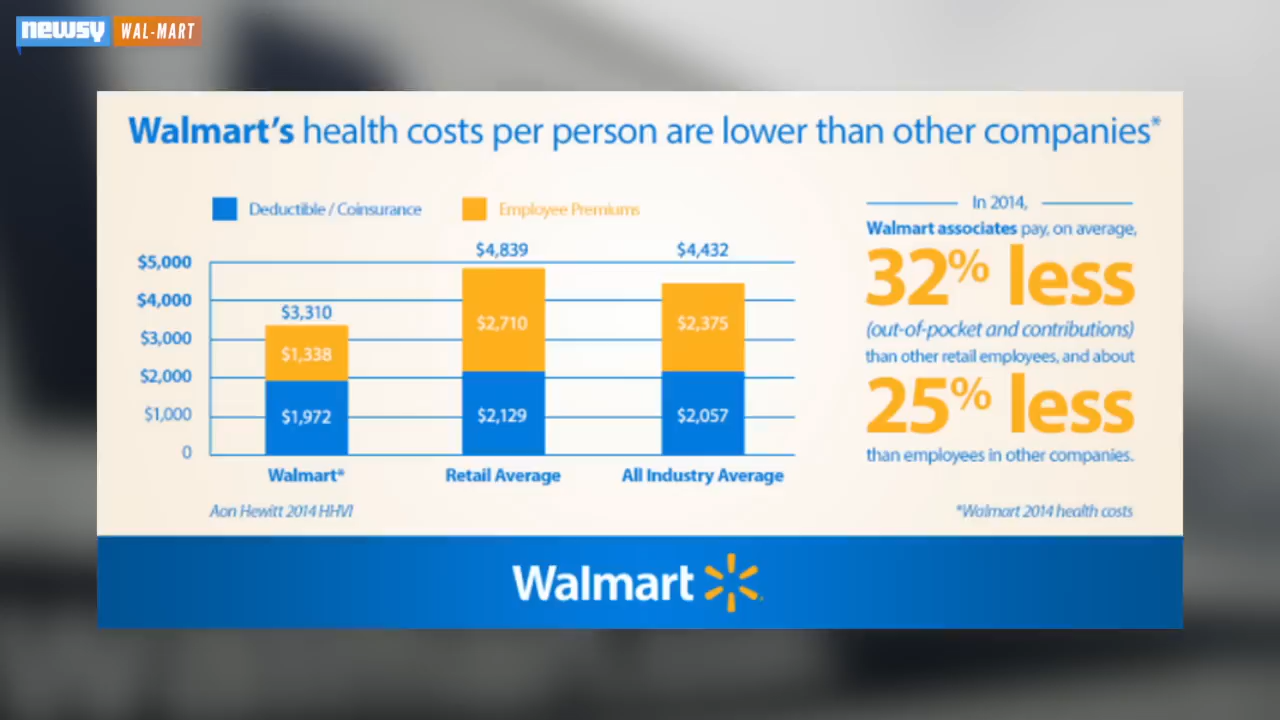 newsy WAL-MART
Walmart's health costs per person are lower than other companies*
Deductible / Coinsurance Employee Premiums
$5,000
$4,000
$3,000
$2,000
$1,000
0
$3,310
$1,338
$1,972
$4,839
$2,710
$2,129
$4,432
$2,375
$2,057
Walmart* Retail Average All Industry Average
Aon Hewitt 2014 HHVI
In 2014,
Walmart associates pay, on average,
32% less
(out-of-pocket and contributions)
than other retail employees, and about
25% less
than employees in other companies.
*Walmart 2014 health costs
Walmart